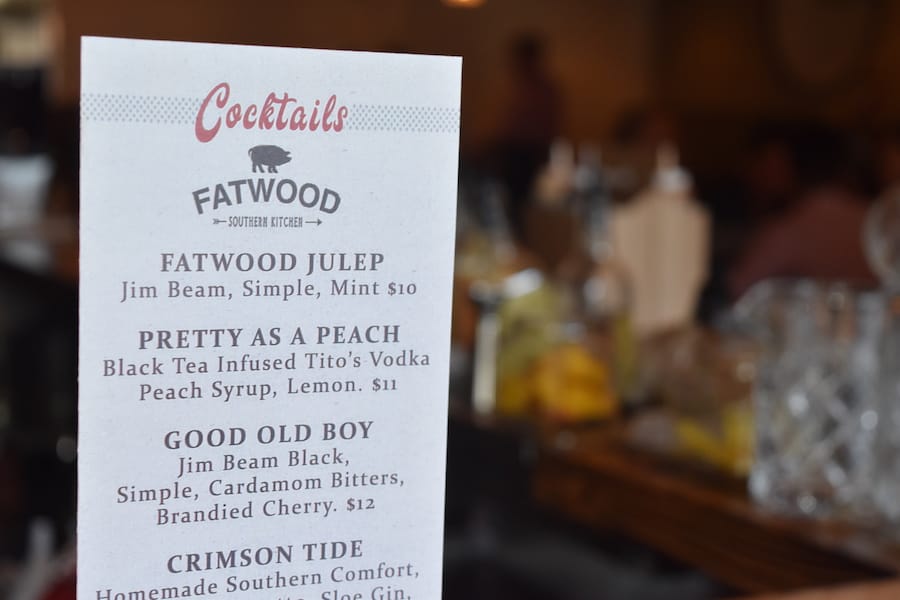 Cocktails
FATWOOD
SOUTHERN KITCHEN
FATWOOD JULEP
Jim Beam, Simple, Mint $10
PRETTY AS A PEACH
Black Tea Infused Tito's Vodka
Peach Syrup, Lemon. $11
GOOD OLD BOY
Jim Beam Black,
Simple, Cardamom Bitters,
Brandied Cherry. $12
CRIMSON TIDE
Homemade Southern Comfort,
Sloe Gin,